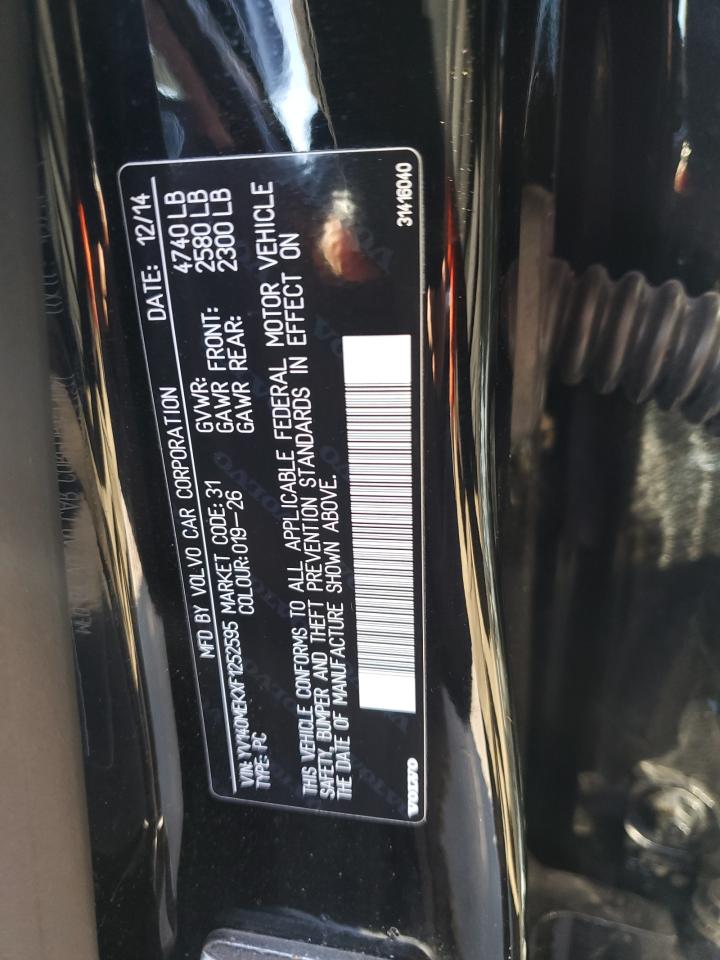 MFD BY VOLVO CAR CORPORATION DATE: 12/14
VIN: YV140MEKXF1252595 MARKET CODE: 31 GVWR: 4740 LB
TYPE: PC COLOUR: 019-26 GAWR FRONT: 2580 LB
GAWR REAR: 2300 LB
THIS VEHICLE CONFORMS TO ALL APPLICABLE FEDERAL MOTOR VEHICLE
SAFETY, BUMPER AND THEFT PREVENTION STANDARDS IN EFFECT ON
THE DATE OF MANUFACTURE SHOWN ABOVE.
VOLVO 31416040